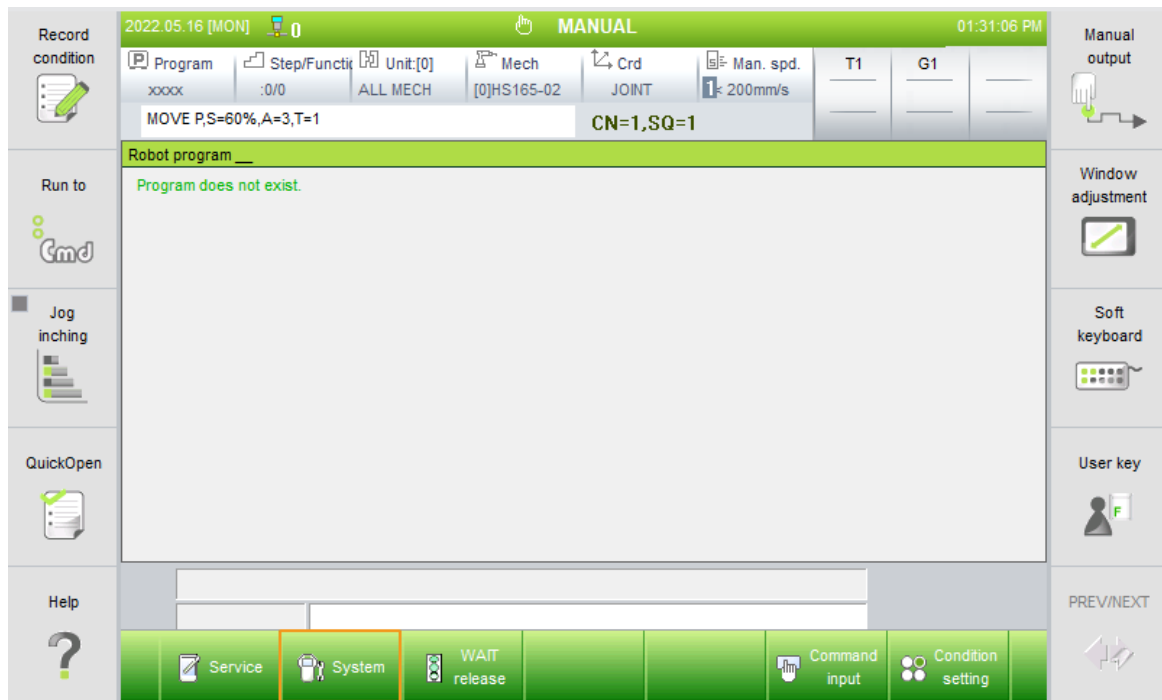 Record
condition
Run to
Cmd
Jog
inching
QuickOpen
Help
2022.05.16 [MON] 0 MANUAL 01:31:06 PM
P Program Step/Functi Unit:[0] Mech Crd Man. spd. T1 G1
xxxx :0/0 ALL MECH [0]HS165-02 JOINT 1< 200mm/s
MOVE P,S=60%,A=3,T=1 CN=1,SQ=1
Robot program __
Program does not exist.
Service System WAIT
release
Command
input
Condition
setting
Manual
output
Window
adjustment
Soft
keyboard
User key
F
PREV/NEXT